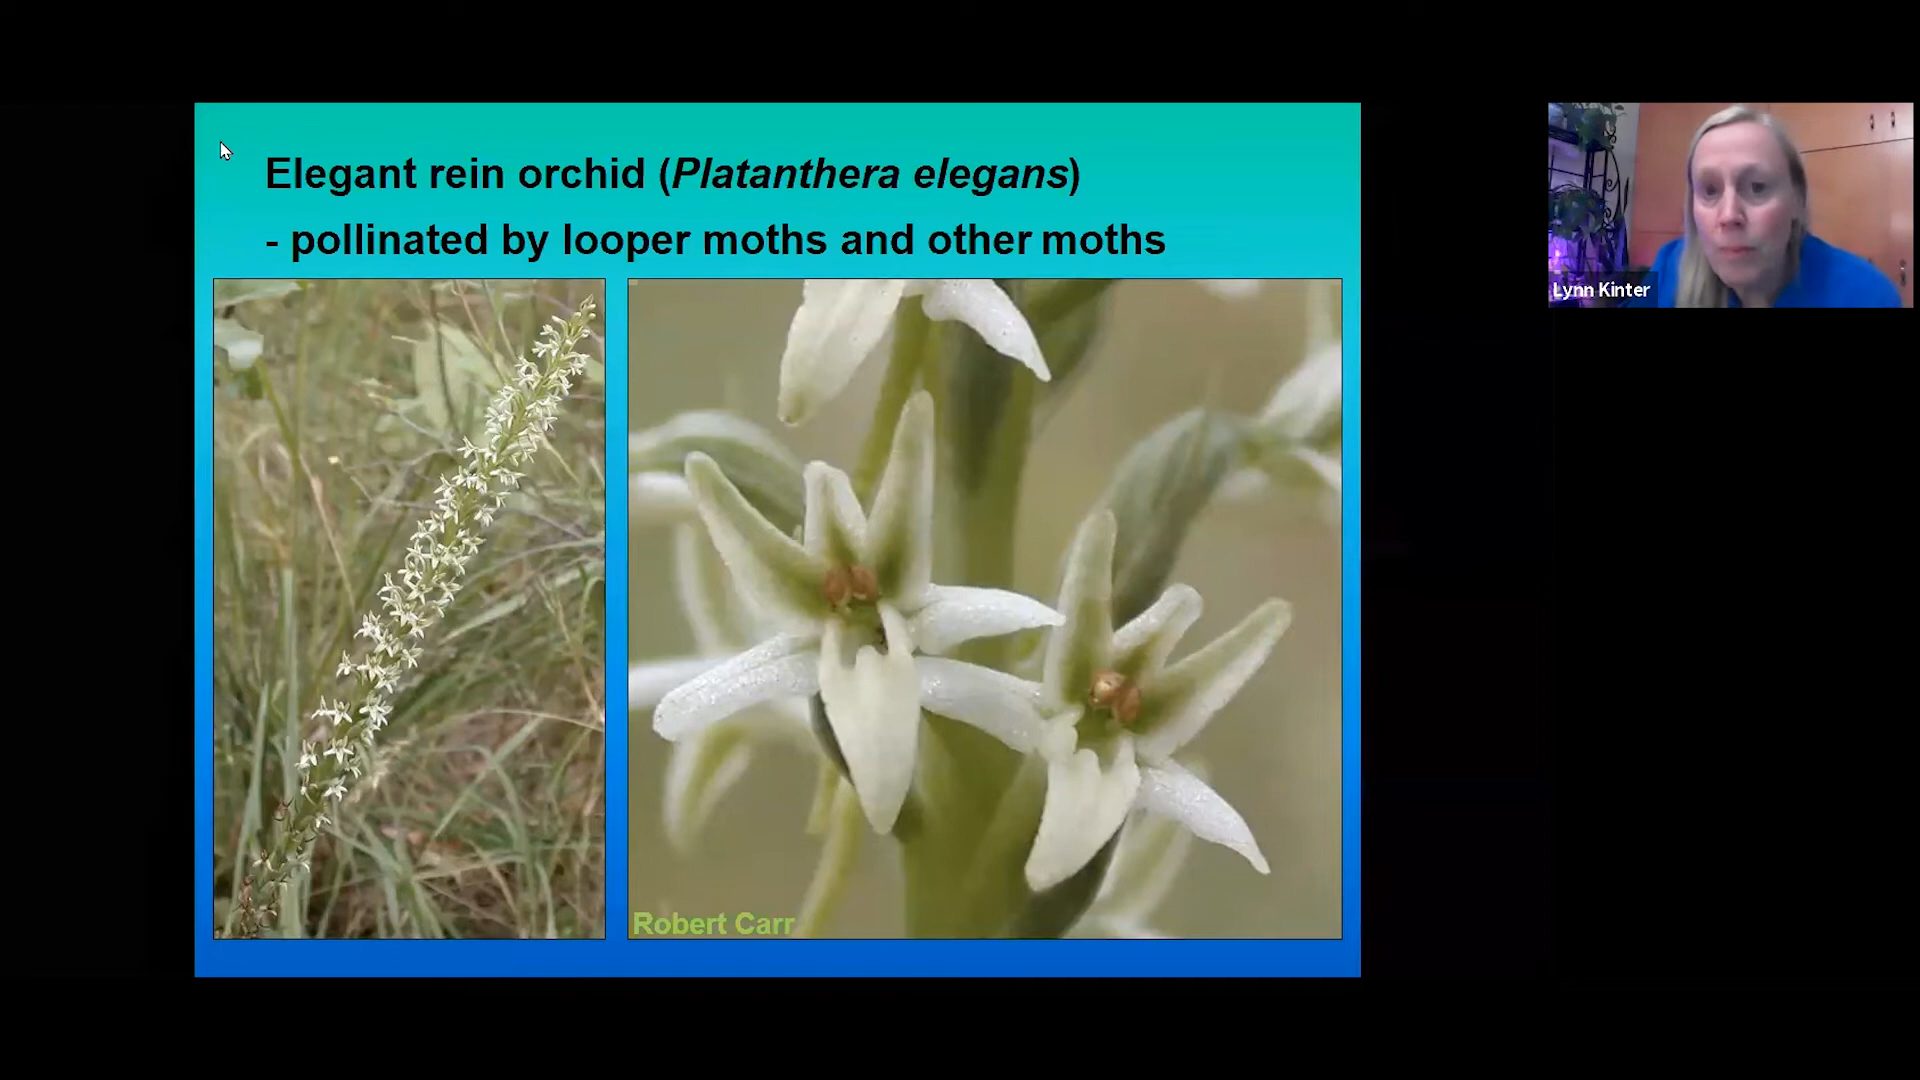 Elegant rein orchid (Platanthera elegans)
- pollinated by looper moths and other moths
Lynn Kinter
Robert Carr